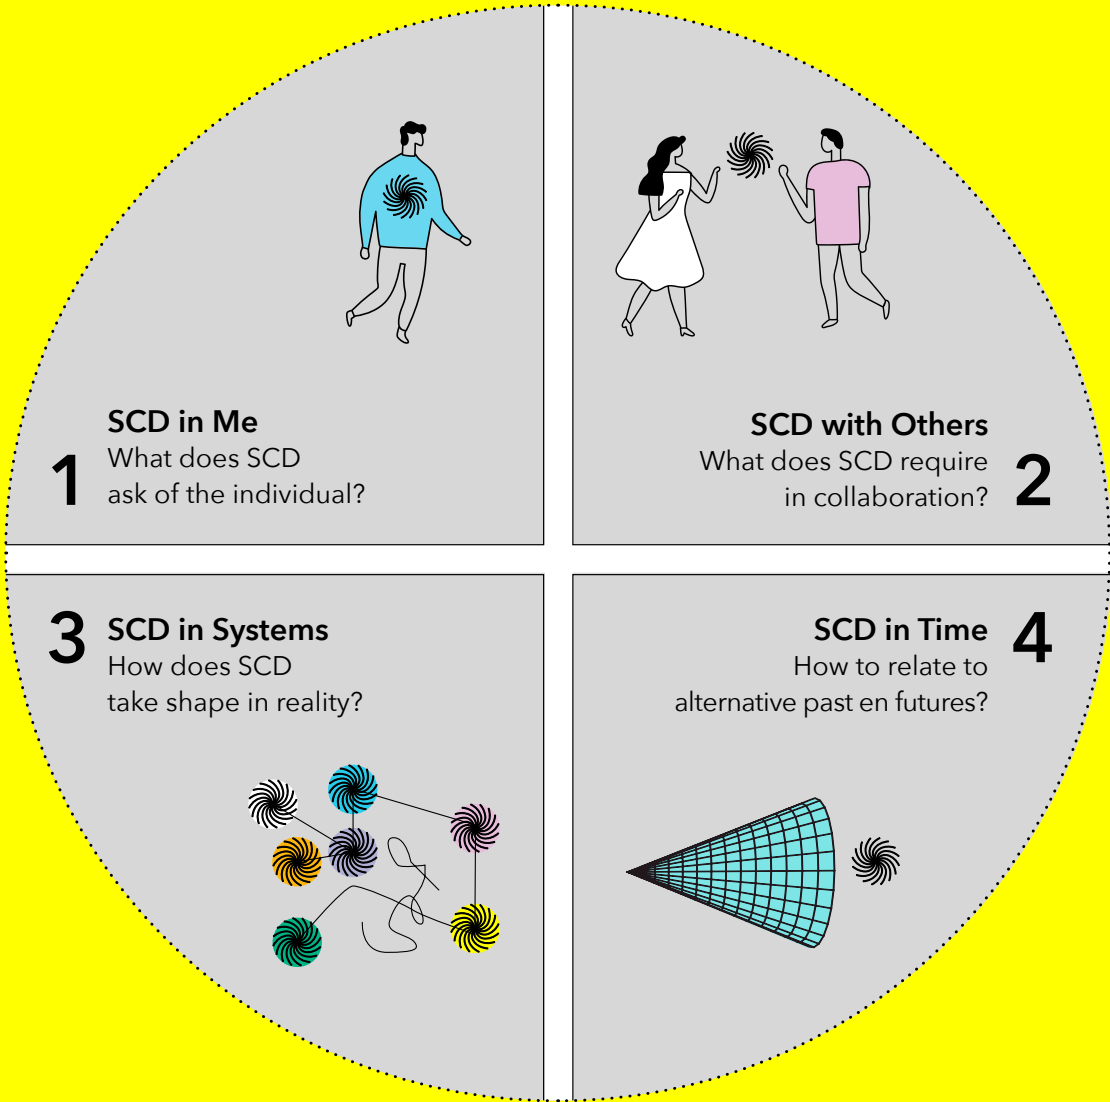 1
SCD in Me
What does SCD
ask of the individual?
SCD with Others
What does SCD require
in collaboration?
2
3
SCD in Systems
How does SCD
take shape in reality?
SCD in Time
How to relate to
alternative past en futures?
4